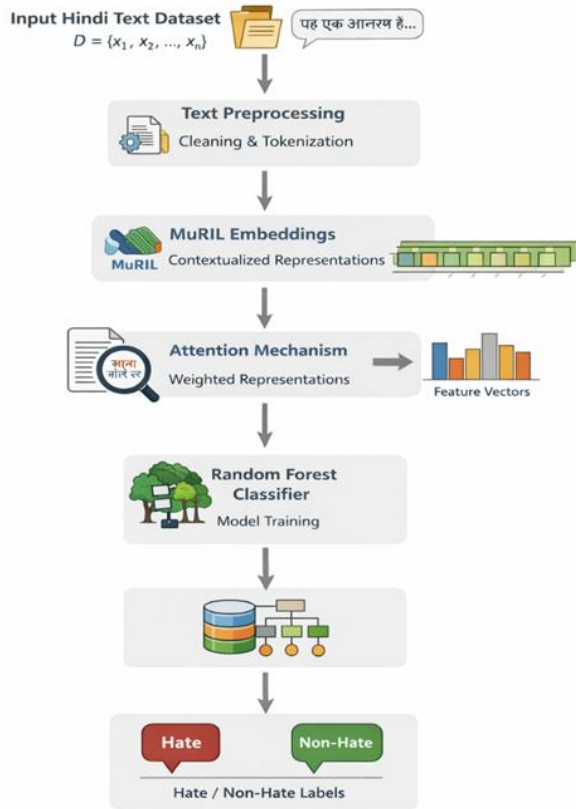 Input Hindi Text Dataset
D = {x₁, x₂, ..., xₙ}
पह एक आनरण है...
Text Preprocessing
Cleaning & Tokenization
MuRIL Embeddings
MuRIL
Contextualized Representations
Attention Mechanism
Weighted Representations
Feature Vectors
Random Forest
Classifier
Model Training
Hate
Non-Hate
Hate / Non-Hate Labels